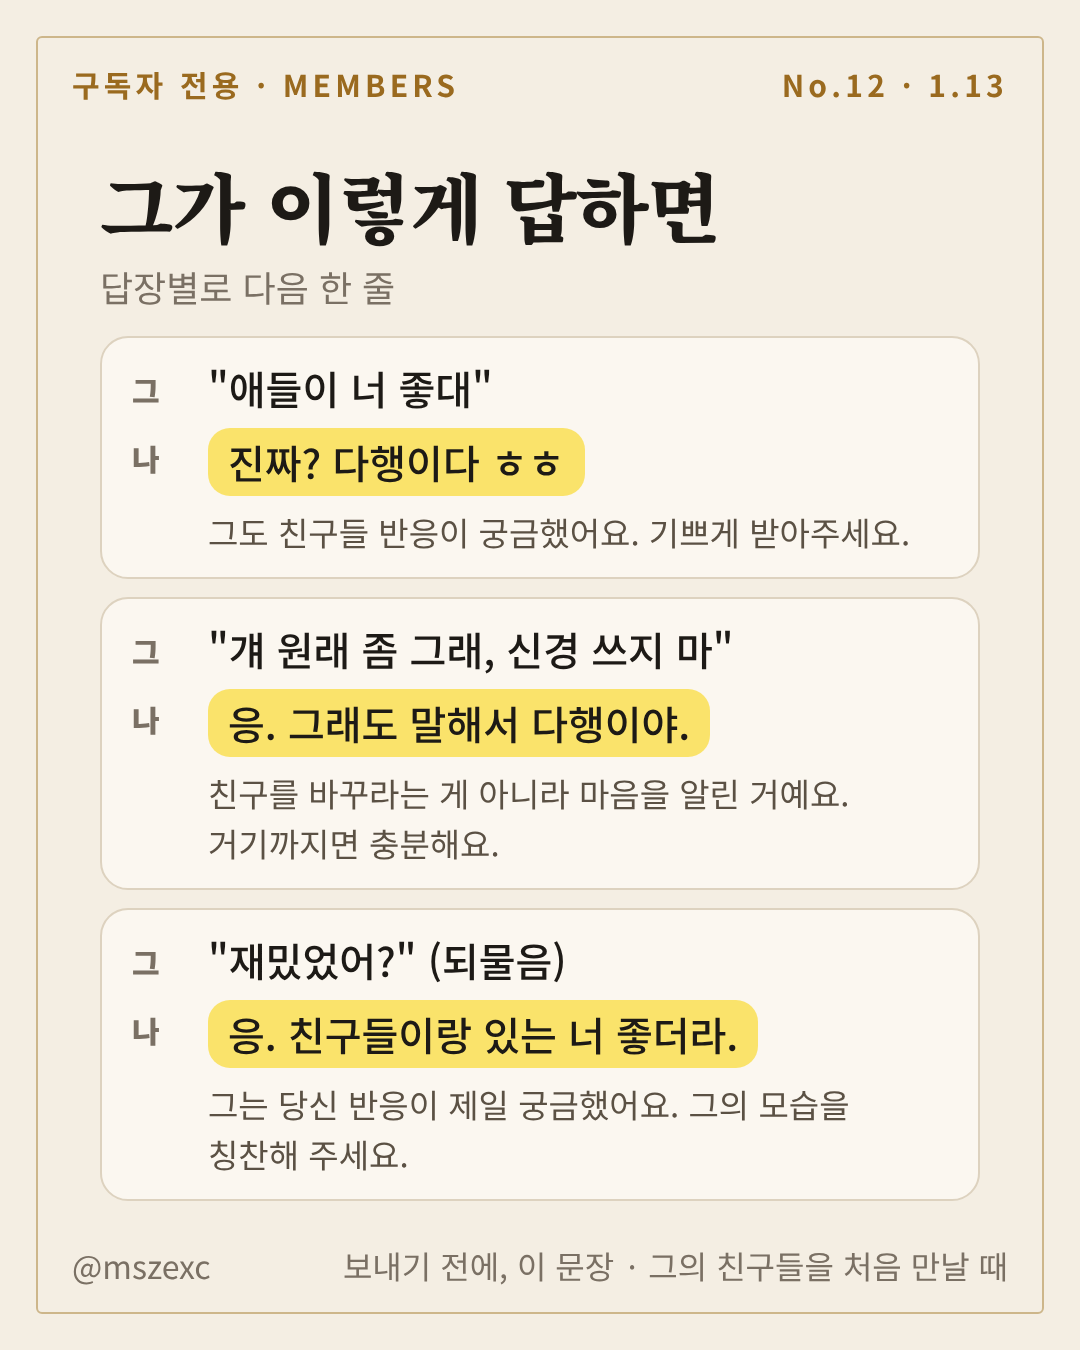 구독자 전용 · MEMBERS
No.12 · 1.13
그가 이렇게 답하면
답장별로 다음 한 줄
그 "애들이 너 좋대"
나 진짜? 다행이다 ㅎㅎ
그도 친구들 반응이 궁금했어요. 기쁘게 받아주세요.
그 "걔 원래 좀 그래, 신경 쓰지 마"
나 응. 그래도 말해서 다행이야.
친구를 바꾸라는 게 아니라 마음을 알린 거예요.
거기까지면 충분해요.
그 "재밌었어?" (되물음)
나 응. 친구들이랑 있는 너 좋더라.
그는 당신 반응이 제일 궁금했어요. 그의 모습을
칭찬해 주세요.
@mszexc
보내기 전에, 이 문장 · 그의 친구들을 처음 만날 때